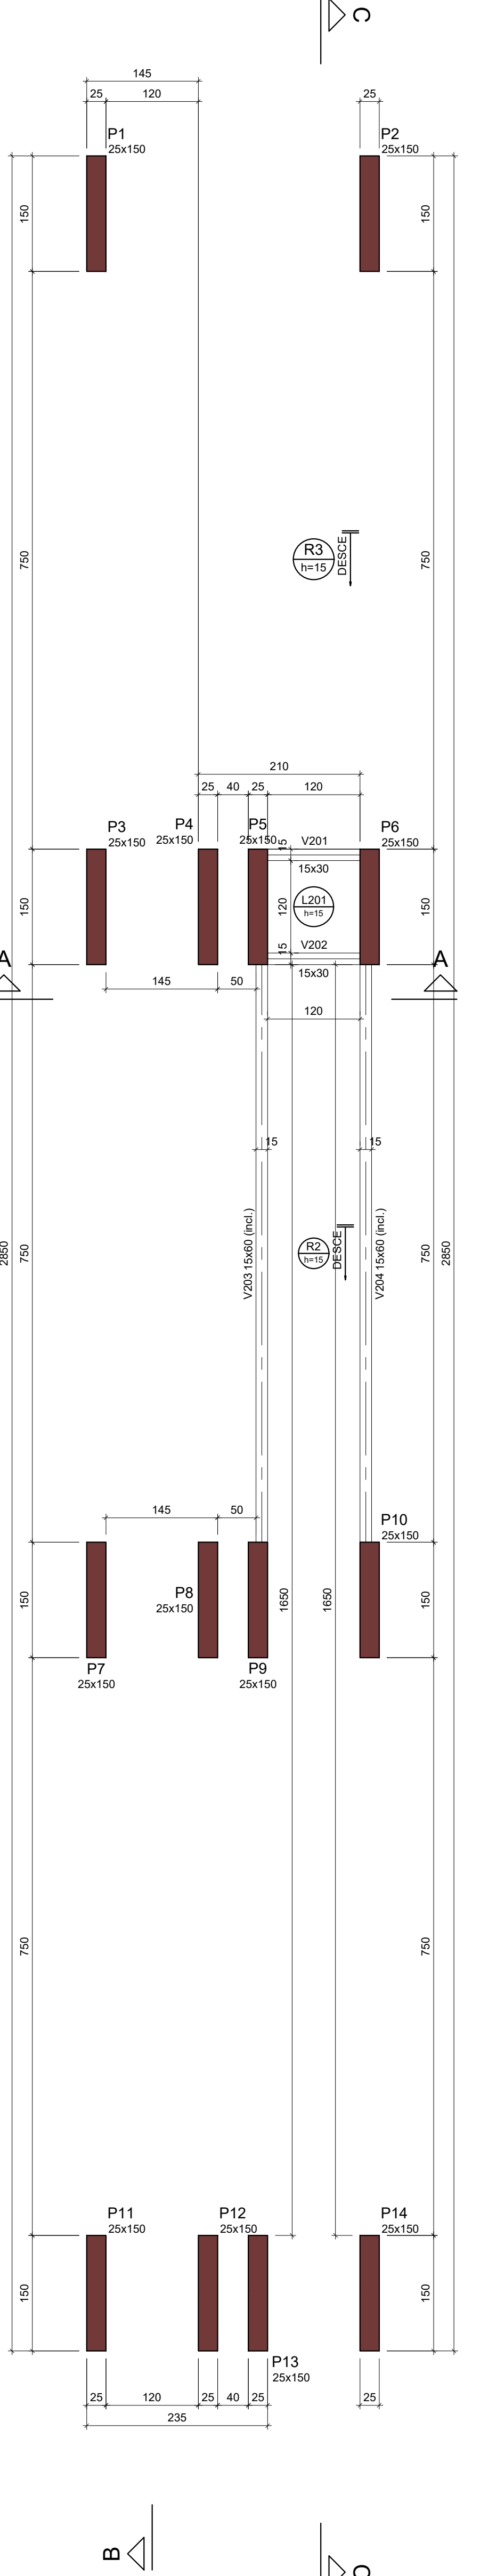 C
145
25 120
25
P1
25x150
P2
25x150
150
150
750
750
R3
h=15
DESCE
210
25 40 25 120
P3
25x150
P4
25x150
P5
25x150
15
V201
15x30
P6
25x150
150
120
L201
h=15
150
15
V202
15x30
A
A
145 50
120
15
15
2850
750
V203 15x60 (incl.)
R2
h=15
DESCE
V204 15x60 (incl.)
750
2850
145 50
P10
25x150
150
P8
25x150
1650
1650
150
P7
25x150
P9
25x150
750
750
P11
25x150
P12
25x150
P14
25x150
150
150
P13
25x150
25 120 25 40 25
25
235
B
C